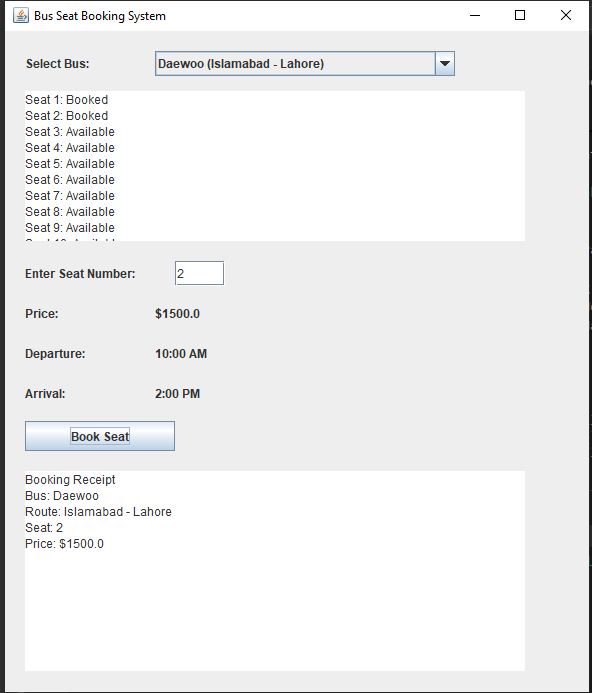 Bus Seat Booking System
Select Bus: Daewoo (Islamabad - Lahore)
Seat 1: Booked
Seat 2: Booked
Seat 3: Available
Seat 4: Available
Seat 5: Available
Seat 6: Available
Seat 7: Available
Seat 8: Available
Seat 9: Available
Enter Seat Number: 2
Price: $1500.0
Departure: 10:00 AM
Arrival: 2:00 PM
Book Seat
Booking Receipt
Bus: Daewoo
Route: Islamabad - Lahore
Seat: 2
Price: $1500.0